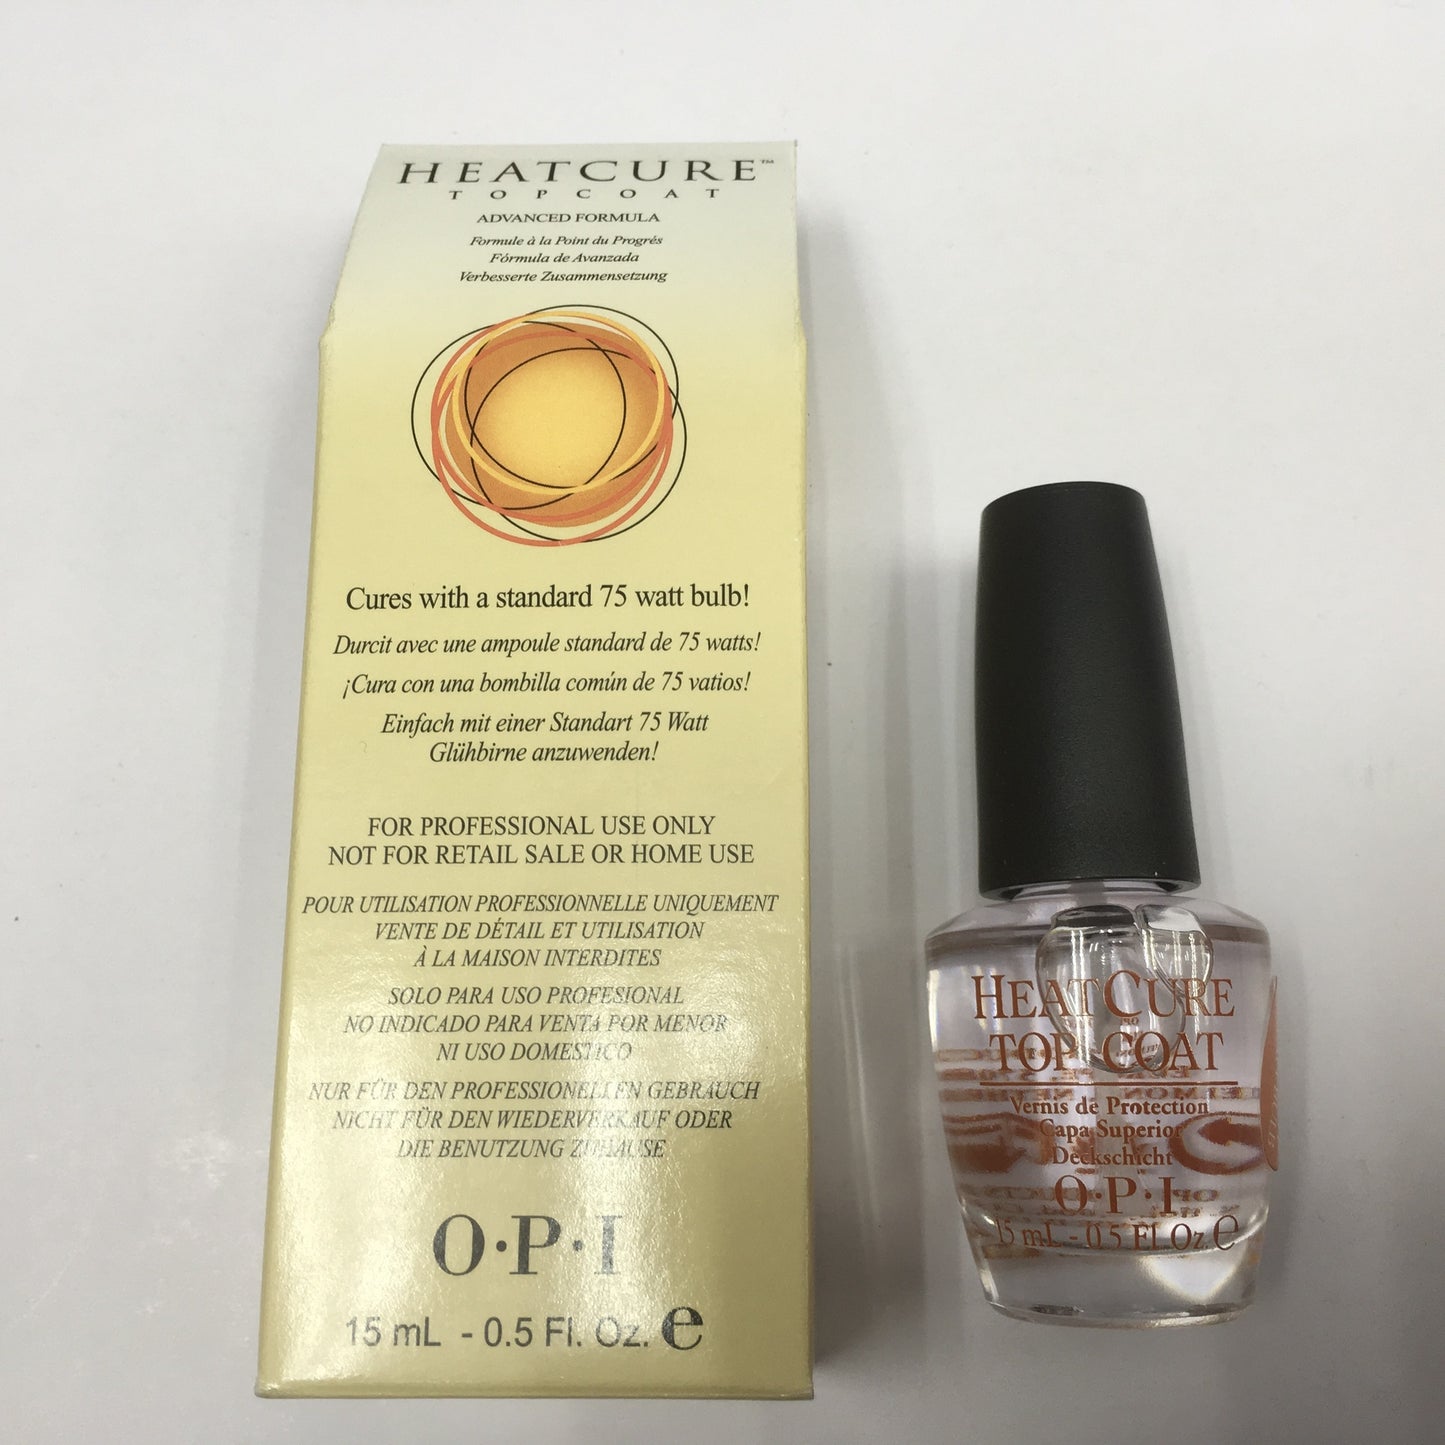 HEATCURE™
TOPCOAT
ADVANCED FORMULA
Formule à la Point du Progrés
Fórmula de Avanzada
Verbesserte Zusammensetzung
Cures with a standard 75 watt bulb!
Durcit avec une ampoule standard de 75 watts!
¡Cura con una bombilla común de 75 vatios!
Einfach mit einer Standart 75 Watt
Glühbirne anzuwenden!
FOR PROFESSIONAL USE ONLY
NOT FOR RETAIL SALE OR HOME USE
POUR UTILISATION PROFESSIONNELLE UNIQUEMENT
VENTE DE DÉTAIL ET UTILISATION
À LA MAISON INTERDITES
SOLO PARA USO PROFESIONAL
NO INDICADO PARA VENTA POR MENOR
NI USO DOMESTICO
NUR FÜR DEN PROFESSIONELLEN GEBRAUCH
NICHT FÜR DEN WIEDERVERKAUF ODER
DIE BENUTZUNG ZUHAUSE
O·P·I
15 mL - 0.5 Fl. Oz. e
HEATCURE
TOP COAT
Vernis de Protection
Capa Superior
Deckschicht
O·P·I
15 mL - 0.5 Fl. Oz. e